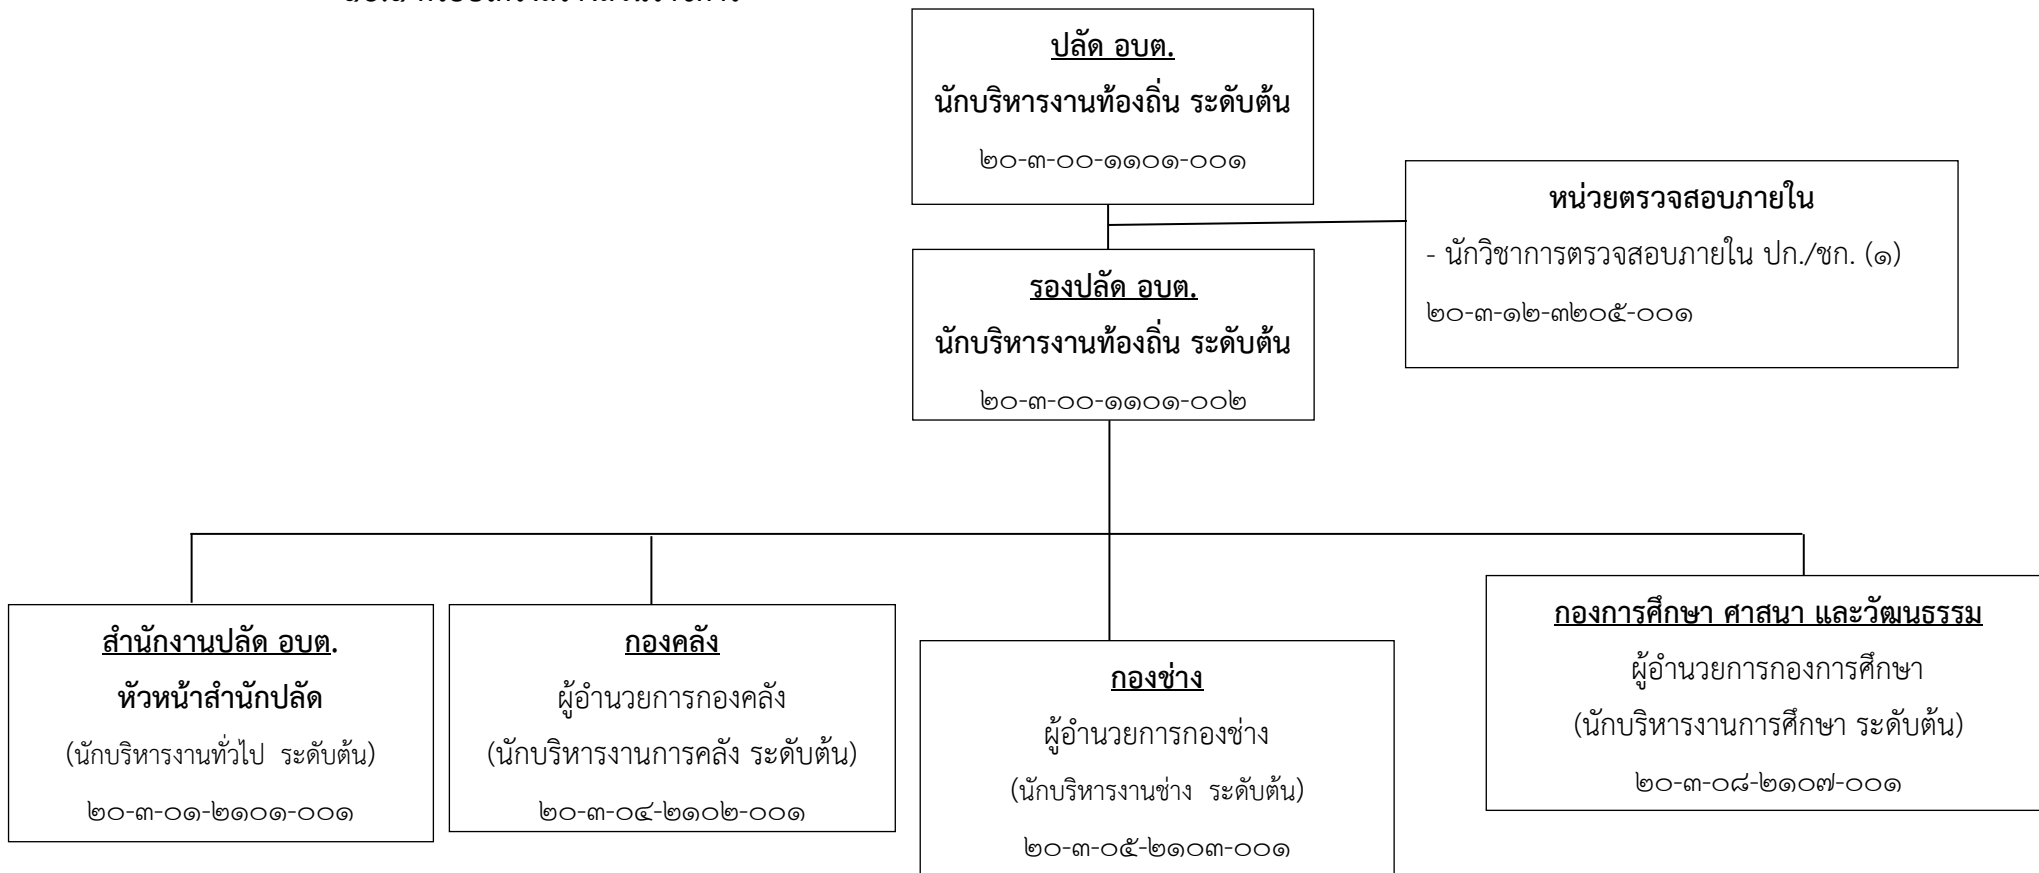 ปลัด อบต.
นักบริหารงานท้องถิ่น ระดับต้น
๒๐-๓-๐๐-๑๑๐๑-๐๐๑
หน่วยตรวจสอบภายใน
- นักวิชาการตรวจสอบภายใน ปก./ชก. (๑)
๒๐-๓-๑๒-๓๒๐๕-๐๐๑
รองปลัด อบต.
นักบริหารงานท้องถิ่น ระดับต้น
๒๐-๓-๐๐-๑๑๐๑-๐๐๒
สำนักงานปลัด อบต.
หัวหน้าสำนักปลัด
(นักบริหารงานทั่วไป ระดับต้น)
๒๐-๓-๐๑-๒๑๐๑-๐๐๑
กองคลัง
ผู้อำนวยการกองคลัง
(นักบริหารงานการคลัง ระดับต้น)
๒๐-๓-๐๔-๒๑๐๒-๐๐๑
กองช่าง
ผู้อำนวยการกองช่าง
(นักบริหารงานช่าง ระดับต้น)
๒๐-๓-๐๕-๒๑๐๓-๐๐๑
กองการศึกษา ศาสนา และวัฒนธรรม
ผู้อำนวยการกองการศึกษา
(นักบริหารงานการศึกษา ระดับต้น)
๒๐-๓-๐๘-๒๑๐๗-๐๐๑